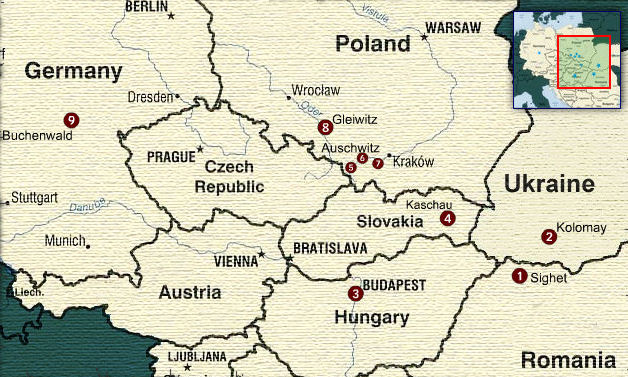 BERLIN
Vistula
WARSAW
Poland
Germany
Dresden
Wrocław
Oder
9
Buchenwald
8
Gleiwitz
Auschwitz
5
6
7
Kraków
PRAGUE
Czech
Republic
Ukraine
Stuttgart
Danube
Kaschau
4
Slovakia
Kolomay
2
Munich
VIENNA
BRATISLAVA
1
Sighet
Liech.
Austria
3
BUDAPEST
Hungary
LJUBLJANA
Romania